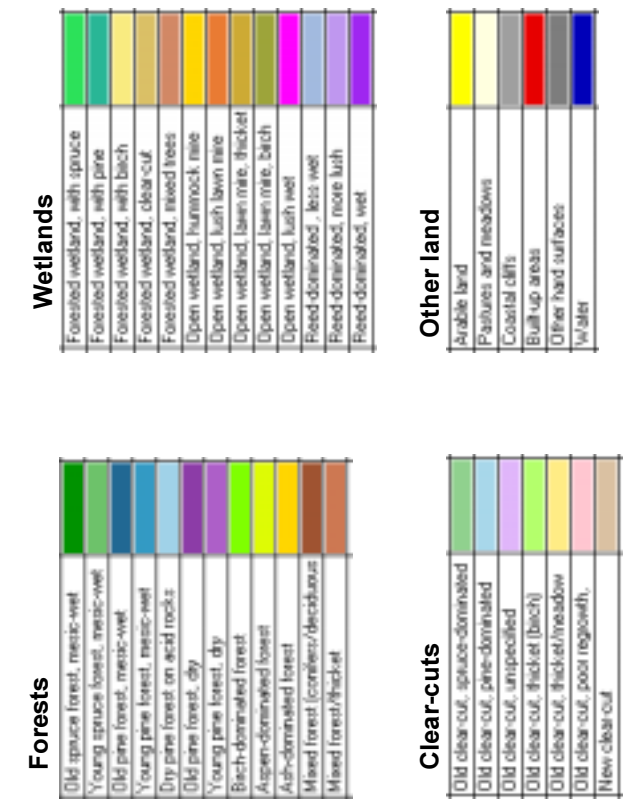 Forests
Old spruce forest, mesic-wet
Young spruce forest, mesic-wet
Old pine forest, mesic-wet
Young pine forest, mesic-wet
Dry pine forest on acid rocks
Old pine forest, dry
Young pine forest, dry
Birch-dominated forest
Aspen-dominated forest
Ash-dominated forest
Mixed forest (conifers/deciduous
Mixed forest/thicket
Wetlands
Forested wetland, with spruce
Forested wetland, with pine
Forested wetland, with birch
Forested wetland, clear-cut
Forested wetland, mixed trees
Open wetland, hummock mire
Open wetland, lush lawn mire
Open wetland, lawn mire, thicket
Open wetland, lawn mire, birch
Open wetland, lush wet
Reed-dominated , less wet
Reed-dominated, more lush
Reed-dominated, wet
Clear-cuts
Old clear-cut, spruce-dominated
Old clear-cut, pine-dominated
Old clear-cut, unspecified
Old clear-cut, thicket (birch)
Old clear-cut, thicket/meadow
Old clear-cut, poor regrowth,
New clear-cut
Other land
Arable land
Pastures and meadows
Coastal cliffs
Built-up areas
Other hard surfaces
Water